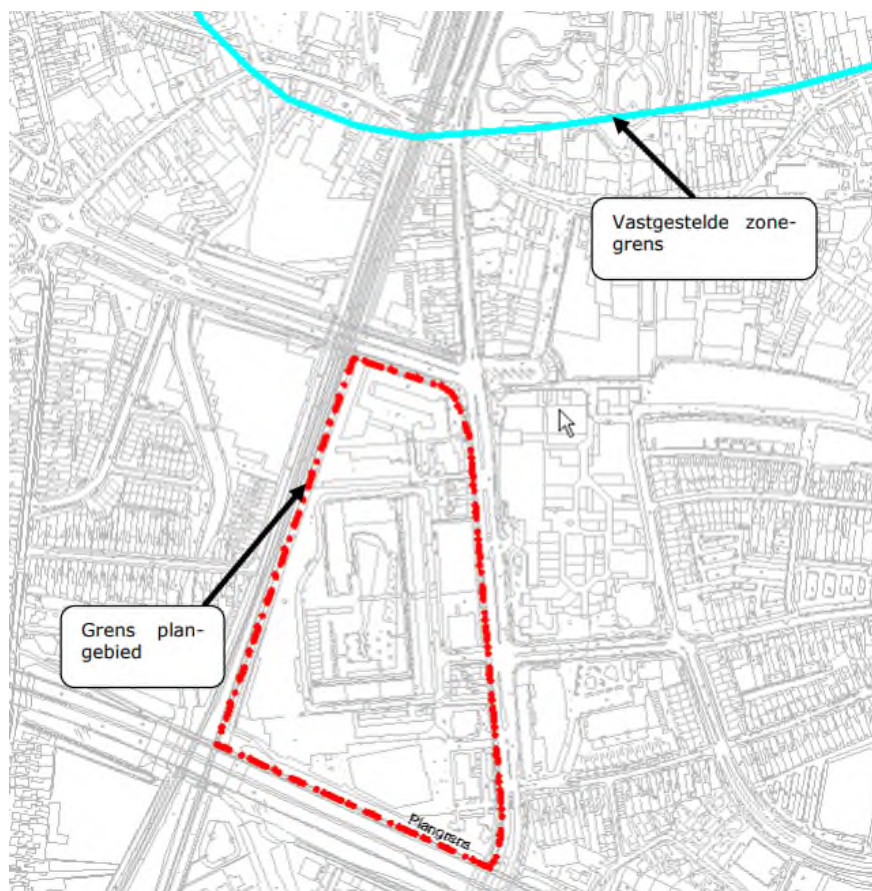 Vastgestelde zone-
grens
Grens plan-
gebied
Plangrens